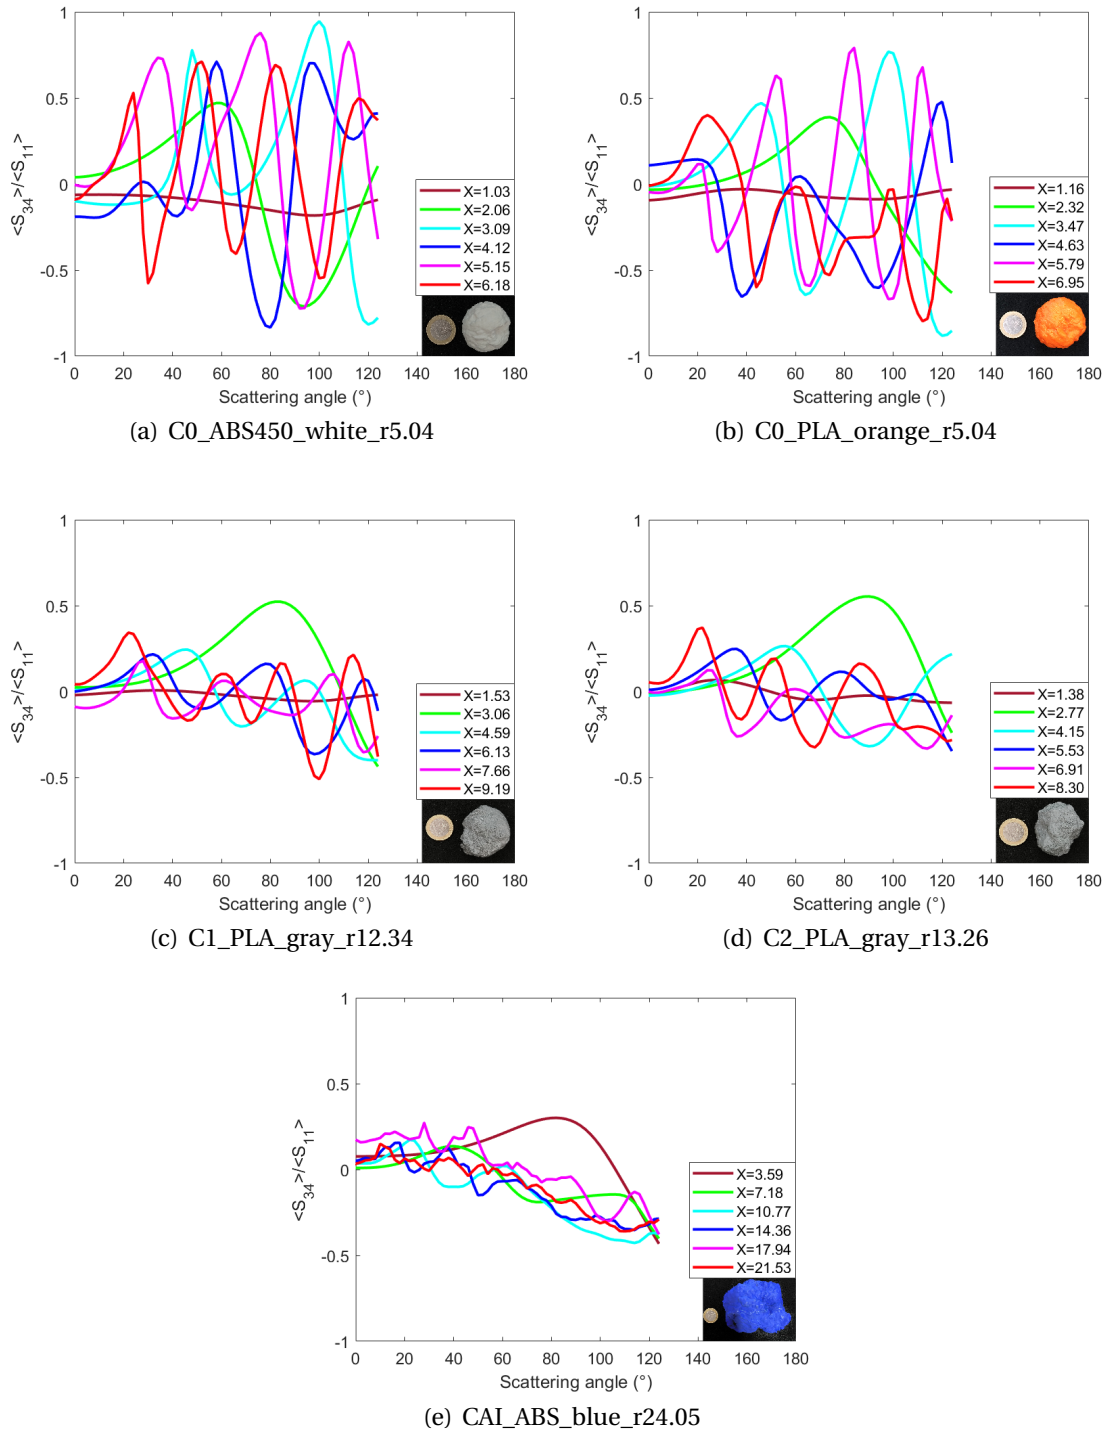 1
0.5
0
-0.5
-1
<S34>/<S11>
X=1.03
X=2.06
X=3.09
X=4.12
X=5.15
X=6.18
0 20 40 60 80 100 120 140 160 180
Scattering angle (°)
(a) C0_ABS450_white_r5.04
1
0.5
0
-0.5
-1
<S34>/<S11>
X=1.16
X=2.32
X=3.47
X=4.63
X=5.79
X=6.95
0 20 40 60 80 100 120 140 160 180
Scattering angle (°)
(b) C0_PLA_orange_r5.04
1
0.5
0
-0.5
-1
<S34>/<S11>
X=1.53
X=3.06
X=4.59
X=6.13
X=7.66
X=9.19
0 20 40 60 80 100 120 140 160 180
Scattering angle (°)
(c) C1_PLA_gray_r12.34
1
0.5
0
-0.5
-1
<S34>/<S11>
X=1.38
X=2.77
X=4.15
X=5.53
X=6.91
X=8.30
0 20 40 60 80 100 120 140 160 180
Scattering angle (°)
(d) C2_PLA_gray_r13.26
1
0.5
0
-0.5
-1
<S34>/<S11>
X=3.59
X=7.18
X=10.77
X=14.36
X=17.94
X=21.53
0 20 40 60 80 100 120 140 160 180
Scattering angle (°)
(e) CAI_ABS_blue_r24.05